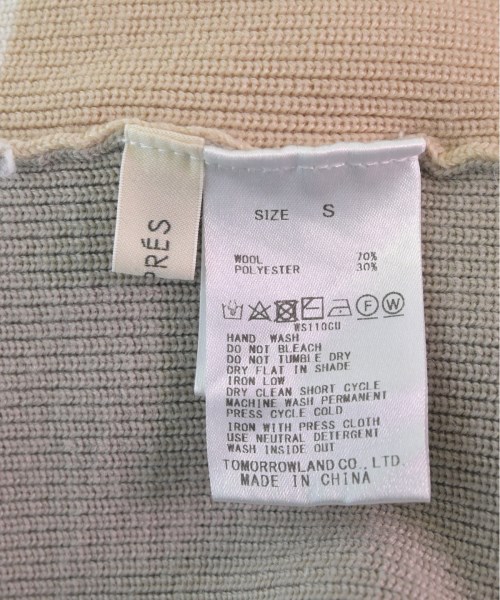 PRÉS
SIZE S
WOOL 70%
POLYESTER 30%
F W
WS110GU
HAND WASH
DO NOT BLEACH
DO NOT TUMBLE DRY
DRY FLAT IN SHADE
IRON LOW
DRY CLEAN SHORT CYCLE
MACHINE WASH PERMANENT
PRESS CYCLE COLD
IRON WITH PRESS CLOTH
USE NEUTRAL DETERGENT
WASH INSIDE OUT
TOMORROWLAND CO., LTD.
MADE IN CHINA